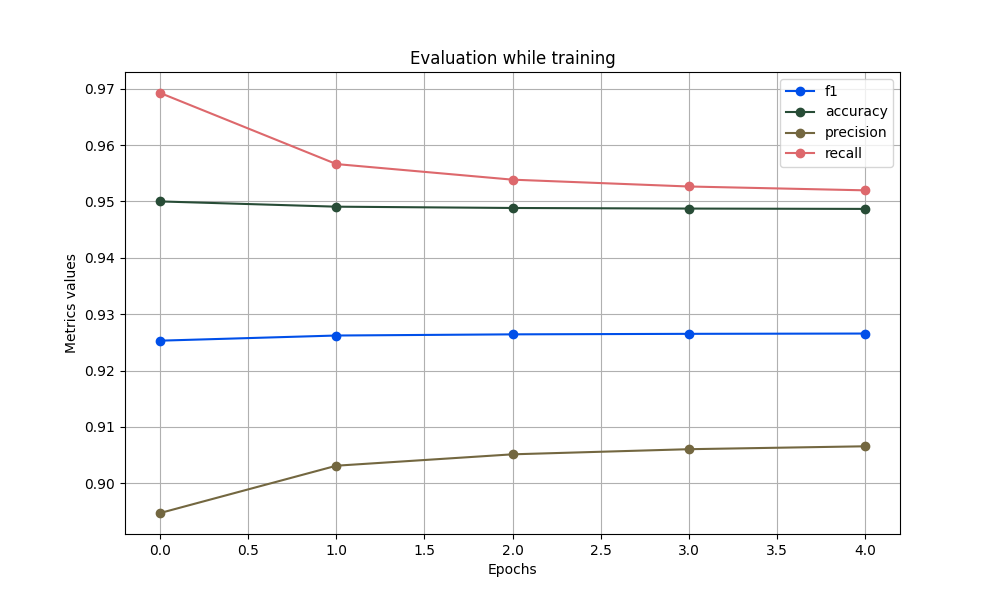 Evaluation while training
f1
accuracy
precision
recall
Metrics values
0.97
0.96
0.95
0.94
0.93
0.92
0.91
0.90
0.0 0.5 1.0 1.5 2.0 2.5 3.0 3.5 4.0
Epochs